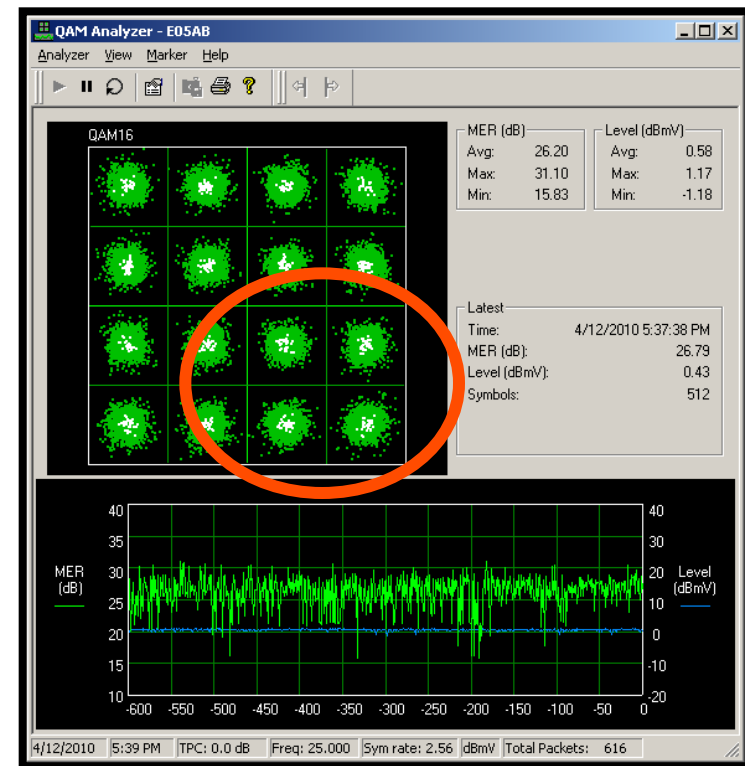 QAM Analyzer - E05AB
Analyzer View Marker Help
QAM16
MER (dB)
Avg: 26.20
Max: 31.10
Min: 15.83
Level (dBmV)
Avg: 0.58
Max: 1.17
Min: -1.18
Latest
Time: 4/12/2010 5:37:38 PM
MER (dB): 26.79
Level (dBmV): 0.43
Symbols: 512
40 40
35 30
MER (dB) 30 20 Level (dBmV)
25 10
20 0
15 -10
10 -20
-600 -550 -500 -450 -400 -350 -300 -250 -200 -150 -100 -50 0
4/12/2010 5:39 PM TPC: 0.0 dB Freq: 25.000 Sym rate: 2.56 dBmV Total Packets: 616